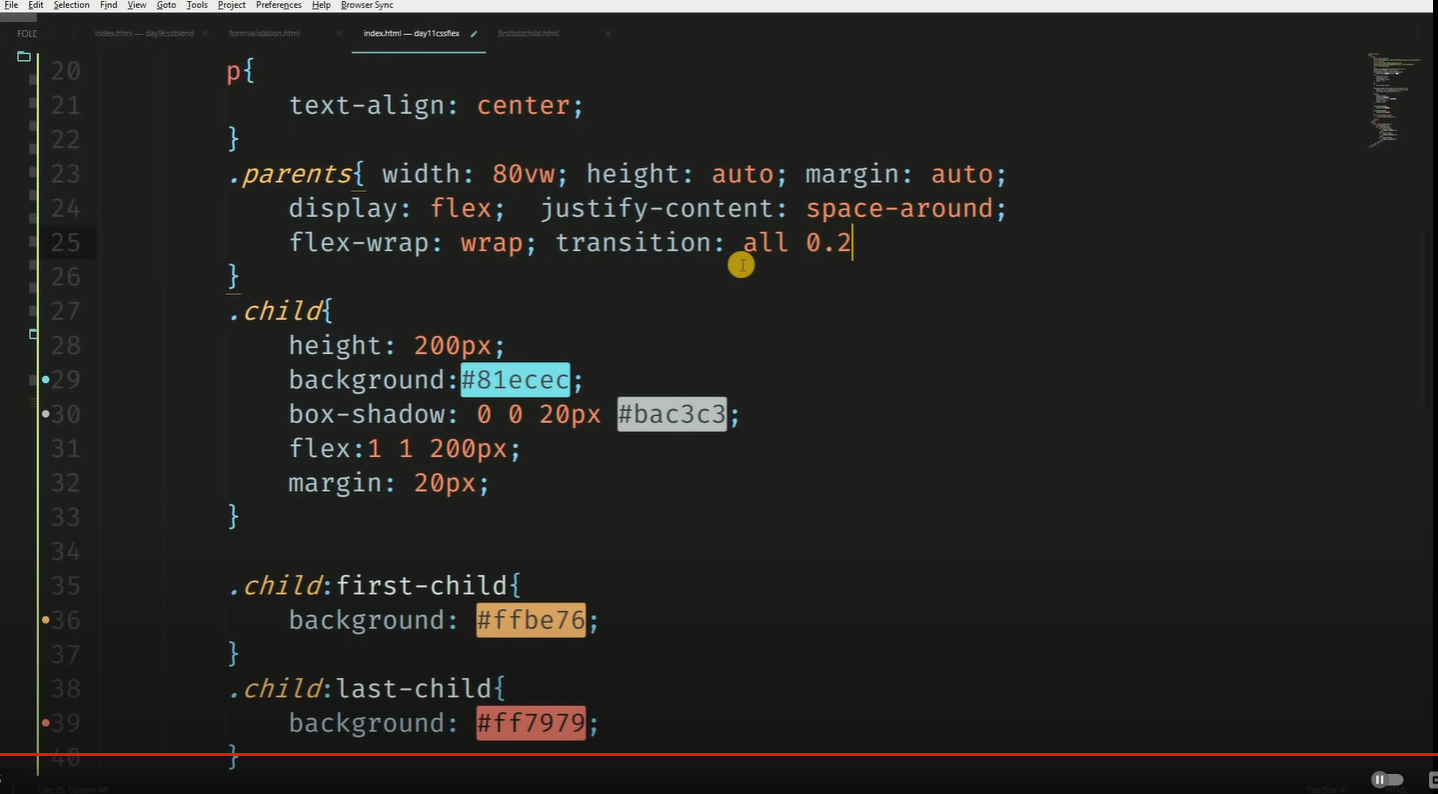 File Edit Selection Find View Goto Tools Project Preferences Help Browser Sync
FOLD
index.html — day9cssblend × formvalidation.html × index.html — day11cssflex firstlastchild.html ×
20 p{
21 text-align: center;
22 }
23 .parents{ width: 80vw; height: auto; margin: auto;
24 display: flex; justify-content: space-around;
25 flex-wrap: wrap; transition: all 0.2
26 }
27 .child{
28 height: 200px;
29 background:#81ecec;
30 box-shadow: 0 0 20px #bac3c3;
31 flex:1 1 200px;
32 margin: 20px;
33 }
34
35 .child:first-child{
36 background: #ffbe76;
37 }
38 .child:last-child{
39 background: #ff7979;
40 }